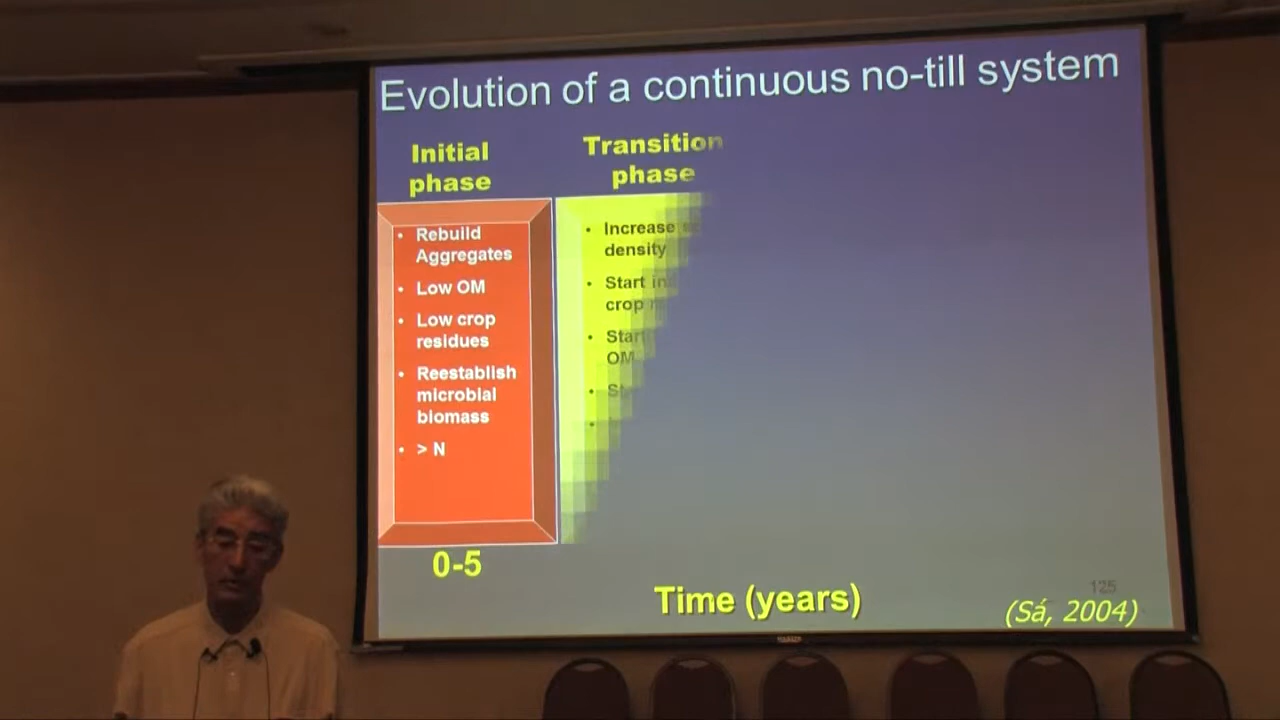 Evolution of a continuous no-till system
Initial
phase
Transition
phase
• Rebuild
Aggregates
• Low OM
• Low crop
residues
• Reestablish
microbial
biomass
• > N
• Increase
density
• Start
crop
• Start
OM
0-5
Time (years)
125
(Sá, 2004)